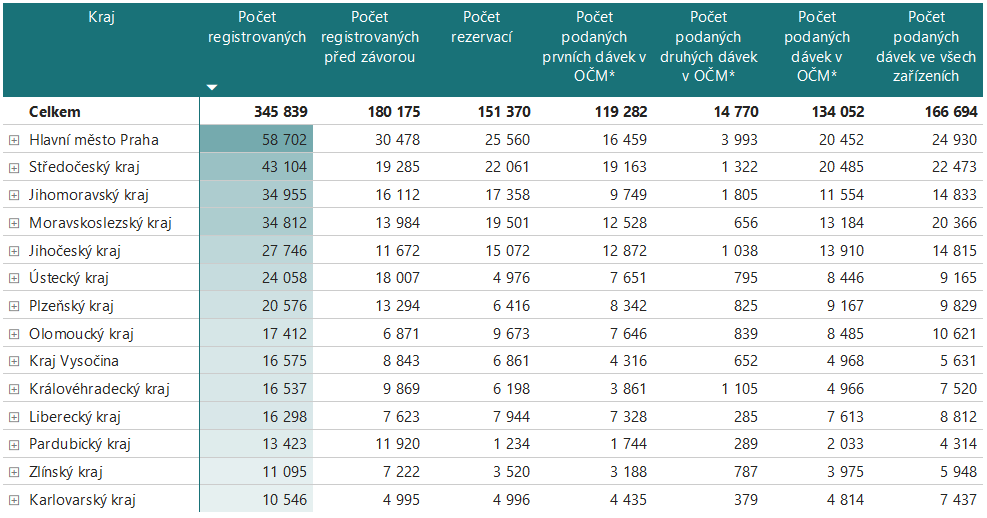 Kraj Počet registrovaných Počet registrovaných před závorou Počet rezervací Počet podaných prvních dávek v OČM* Počet podaných druhých dávek v OČM* Počet podaných dávek v OČM* Počet podaných dávek ve všech zařízeních
Celkem 345 839 180 175 151 370 119 282 14 770 134 052 166 694
Hlavní město Praha 58 702 30 478 25 560 16 459 3 993 20 452 24 930
Středočeský kraj 43 104 19 285 22 061 19 163 1 322 20 485 22 473
Jihomoravský kraj 34 955 16 112 17 358 9 749 1 805 11 554 14 833
Moravskoslezský kraj 34 812 13 984 19 501 12 528 656 13 184 20 366
Jihočeský kraj 27 746 11 672 15 072 12 872 1 038 13 910 14 815
Ústecký kraj 24 058 18 007 4 976 7 651 795 8 446 9 165
Plzeňský kraj 20 576 13 294 6 416 8 342 825 9 167 9 829
Olomoucký kraj 17 412 6 871 9 673 7 646 839 8 485 10 621
Kraj Vysočina 16 575 8 843 6 861 4 316 652 4 968 5 631
Královéhradecký kraj 16 537 9 869 6 198 3 861 1 105 4 966 7 520
Liberecký kraj 16 298 7 623 7 944 7 328 285 7 613 8 812
Pardubický kraj 13 423 11 920 1 234 1 744 289 2 033 4 314
Zlínský kraj 11 095 7 222 3 520 3 188 787 3 975 5 948
Karlovarský kraj 10 546 4 995 4 996 4 435 379 4 814 7 437